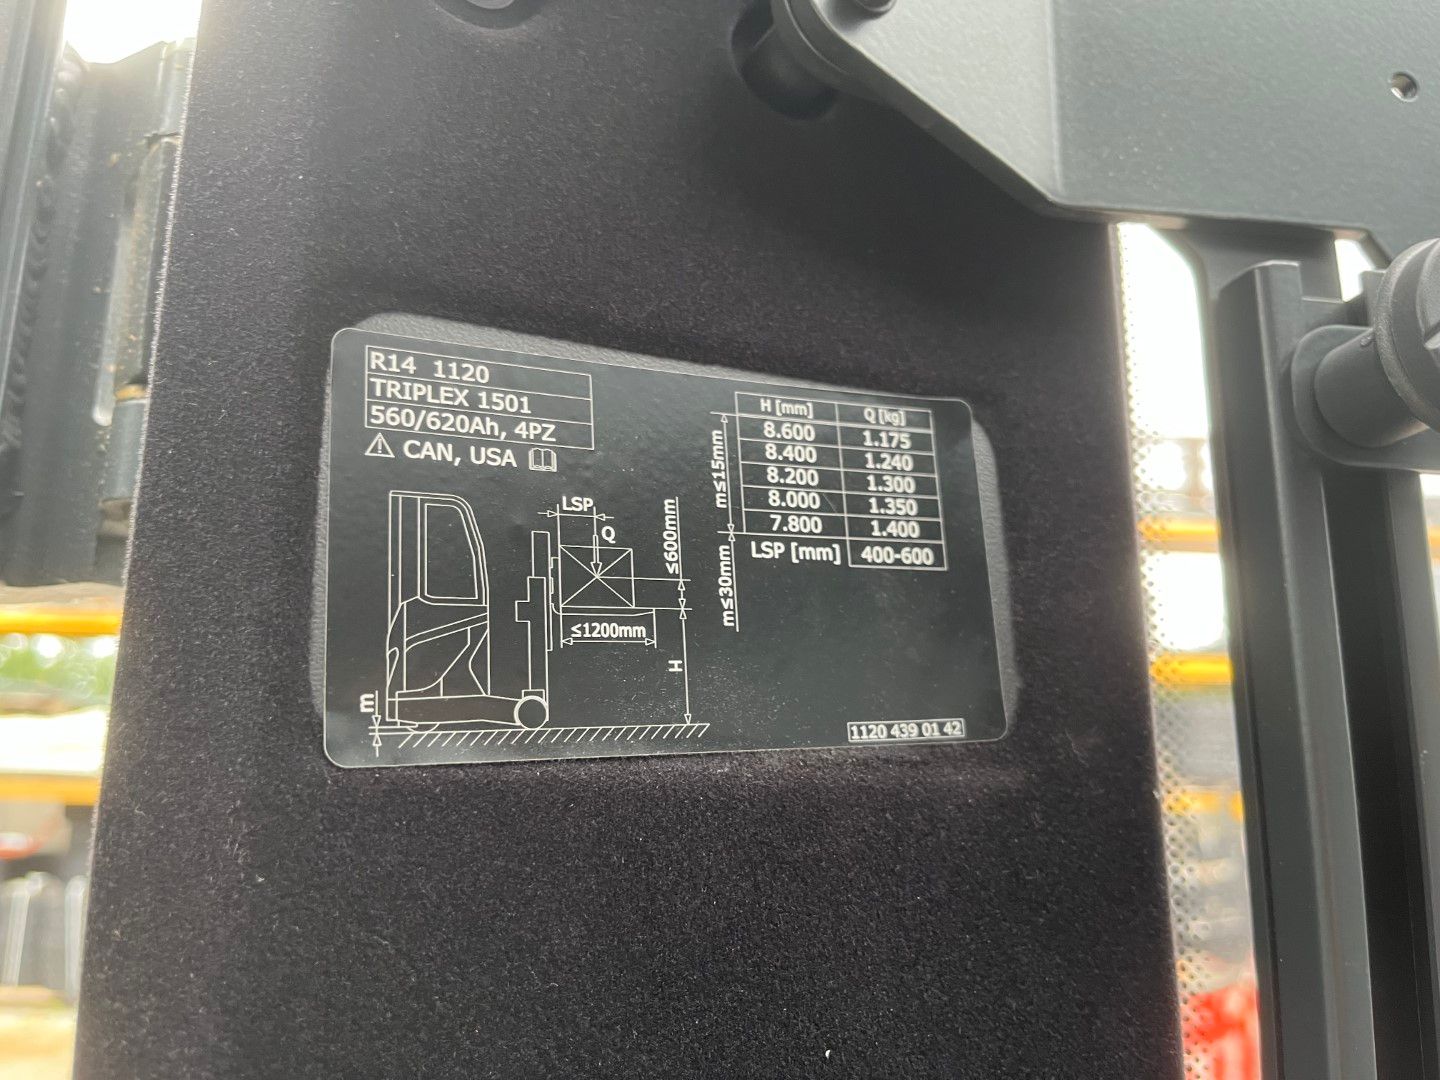 R14 1120
TRIPLEX 1501
560/620Ah, 4PZ
CAN, USA
LSP
Q
≤600mm
≤1200mm
H
m
m≤15mm
m≤30mm
H [mm] Q [kg]
8.600 1.175
8.400 1.240
8.200 1.300
8.000 1.350
7.800 1.400
LSP [mm] 400-600
1120 439 01 42